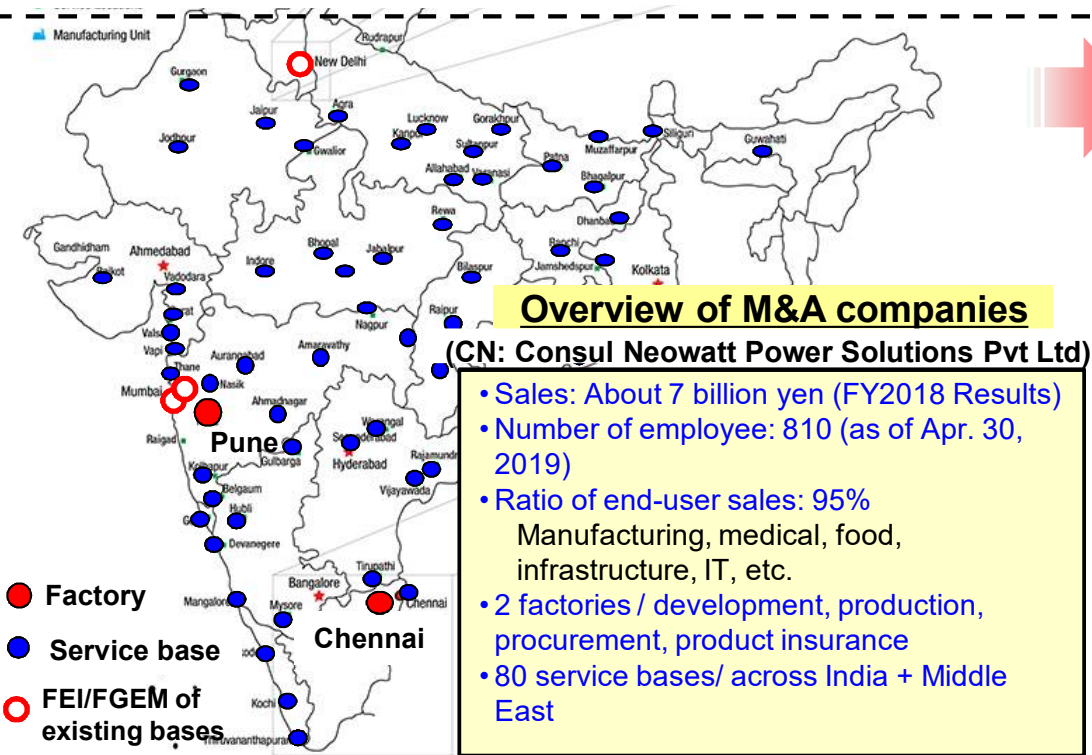 Manufacturing Unit
Rudrapur
New Delhi
Gurgaon
Agra
Jaipur
Lucknow
Gorakhpur
Jodhpur
Gwalior
Kanpur
Sultanpur
Muzaffarpur
Siliguri
Guwahati
Patna
Allahabad
Varanasi
Bhagalpur
Rewa
Dhanbad
Gandhidham
Ahmedabad
Bhopal
Jabalpur
Ranchi
Indore
Jamshedspur
Kolkata
Rajkot
Vadodara
Bilaspur
Raipur
Nagpur
Vapi
Aurangabad
Amaravathy
Thane
Mumbai
Nasik
Ahmadnagar
Raigad
Pune
Gulbarga
Warangal
Hyderabad
Vijayawada
Kolhapur
Belgaum
Hubli
Devanegere
Tirupathi
Bangalore
Chennai
Mangalore
Mysore
Chennai
Kochi
Overview of M&A companies
(CN: Consul Neowatt Power Solutions Pvt Ltd)
• Sales: About 7 billion yen (FY2018 Results)
• Number of employee: 810 (as of Apr. 30,
2019)
• Ratio of end-user sales: 95%
Manufacturing, medical, food,
infrastructure, IT, etc.
• 2 factories / development, production,
procurement, product insurance
• 80 service bases/ across India + Middle
East
Factory
Service base
FEI/FGEM of
existing bases